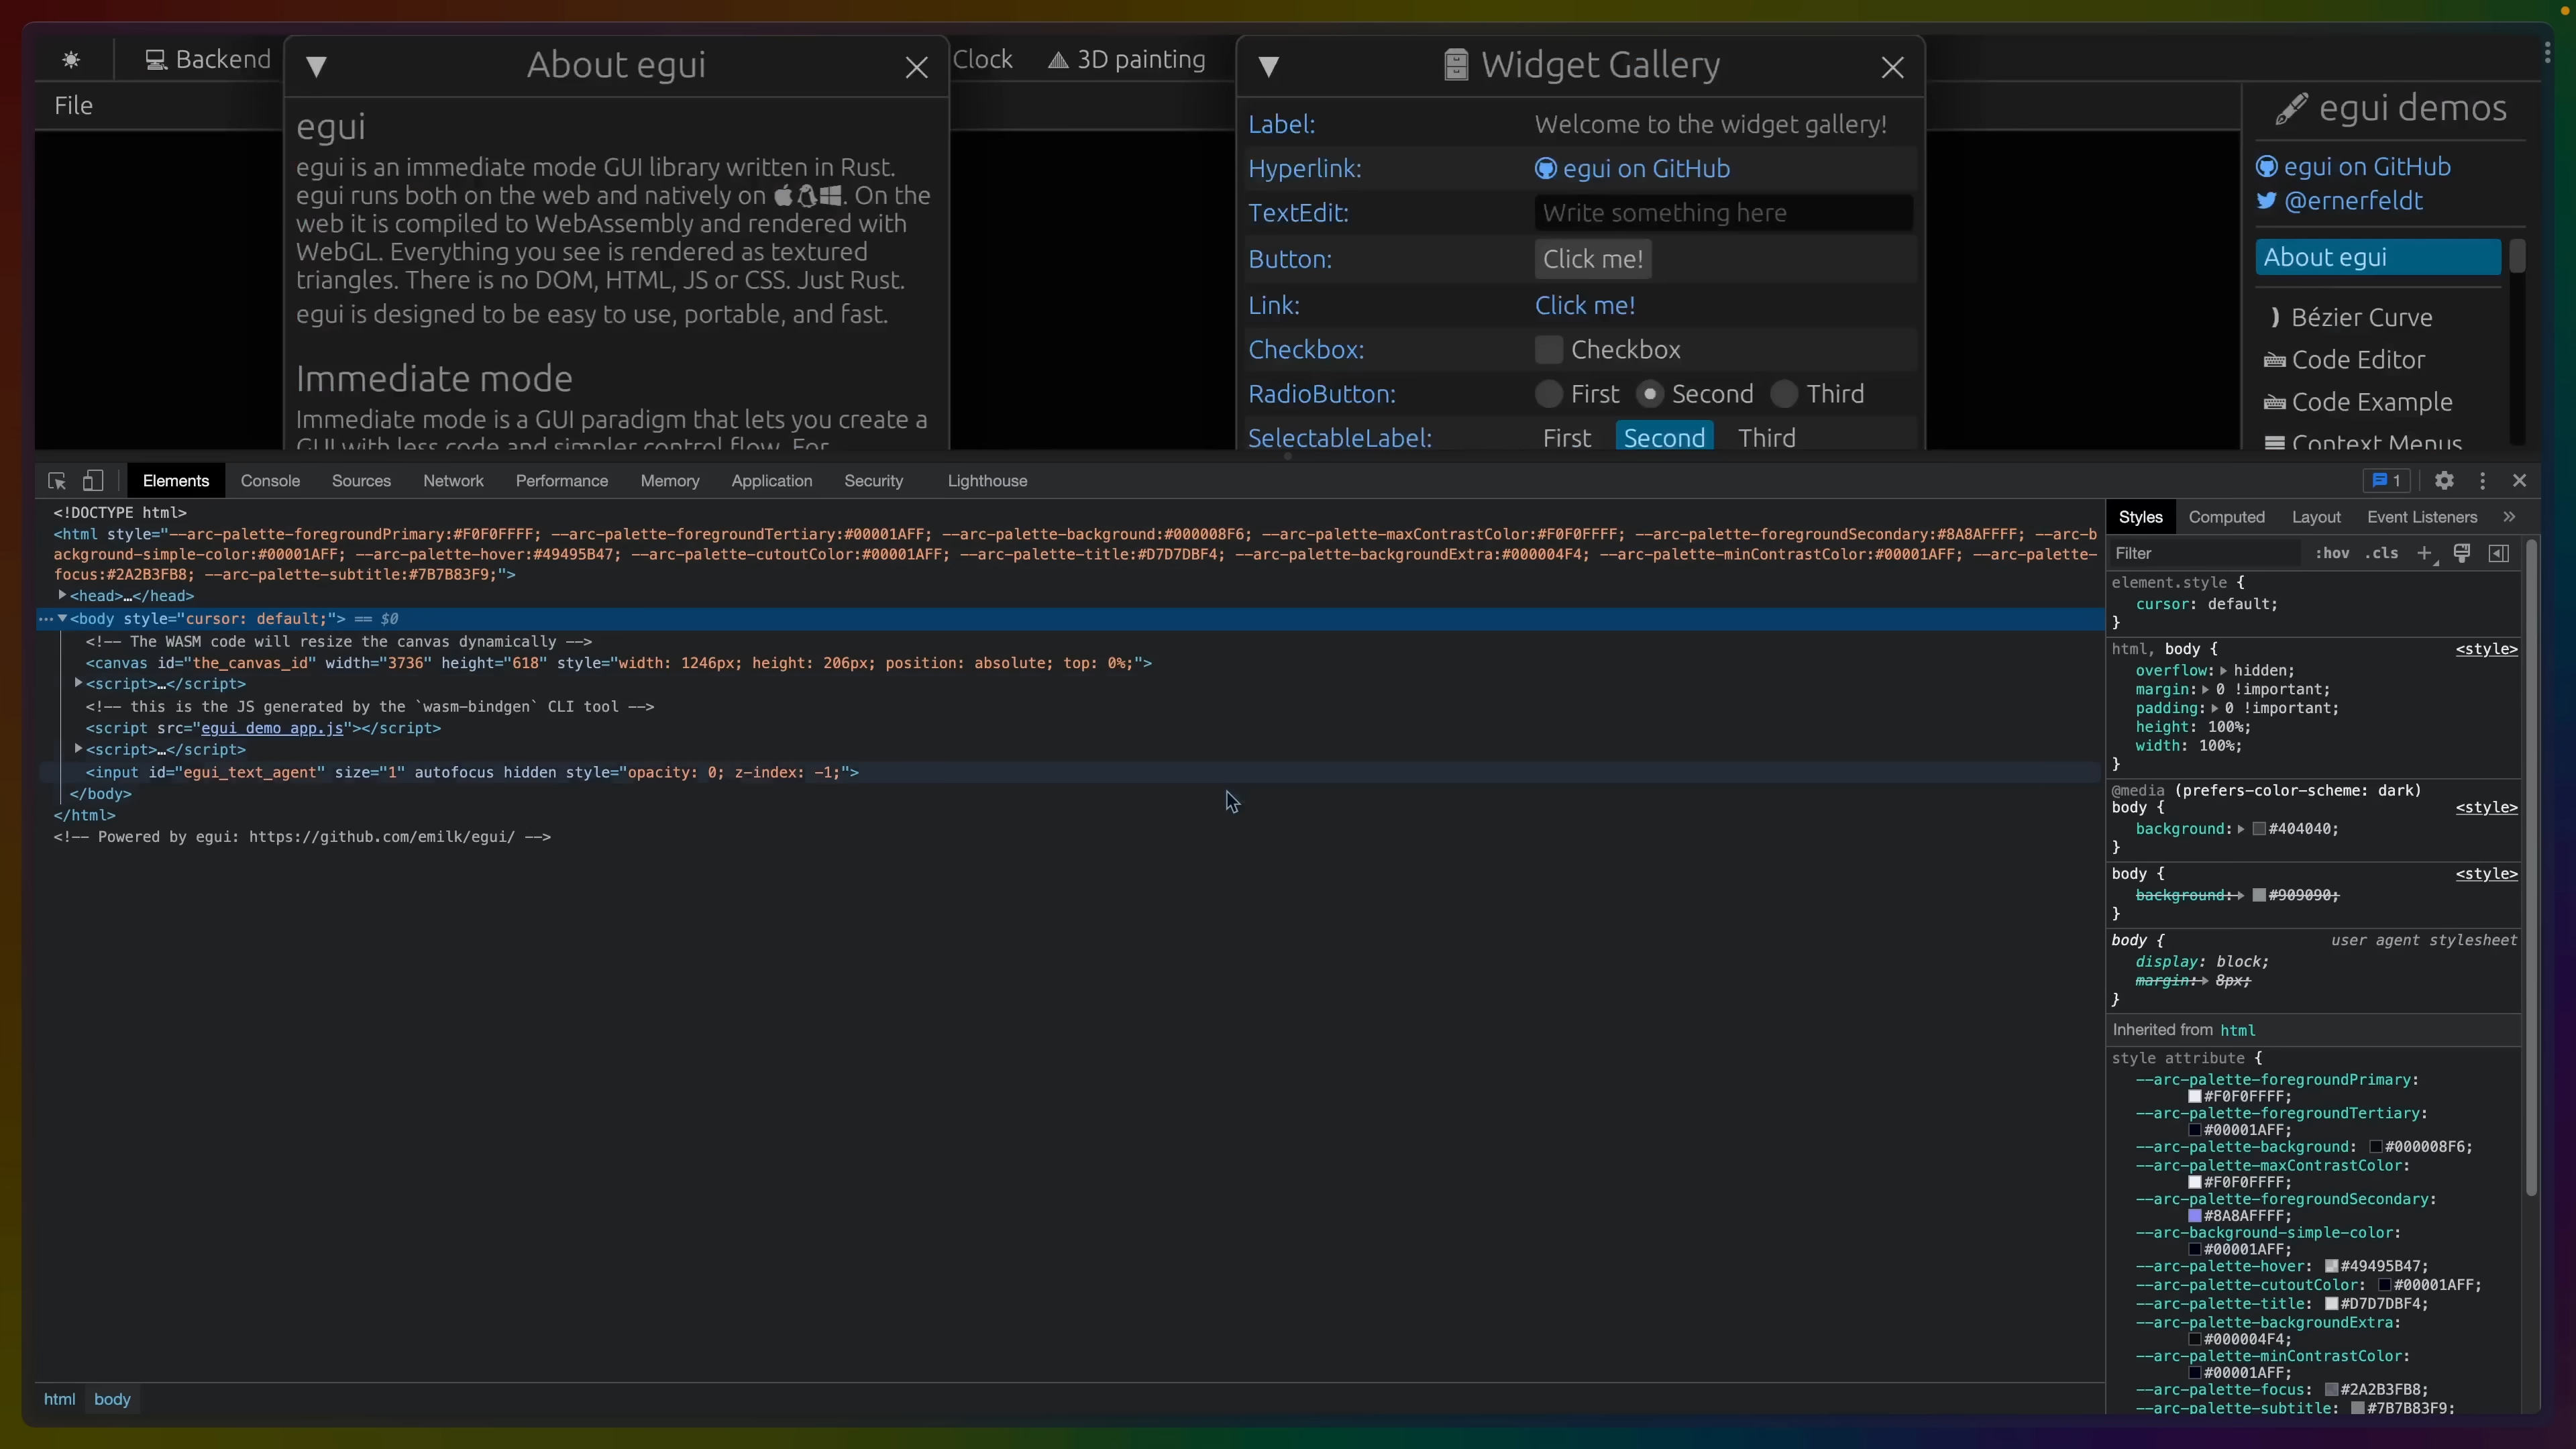 Backend
Clock
3D painting
File
About egui
egui
egui is an immediate mode GUI library written in Rust.
egui runs both on the web and natively on . On the
web it is compiled to WebAssembly and rendered with
WebGL. Everything you see is rendered as textured
triangles. There is no DOM, HTML, JS or CSS. Just Rust.
egui is designed to be easy to use, portable, and fast.
Immediate mode
Immediate mode is a GUI paradigm that lets you create a
GUI with less code and simpler control flow. For
Widget Gallery
Label: Welcome to the widget gallery!
Hyperlink: egui on GitHub
TextEdit: Write something here
Button: Click me!
Link: Click me!
Checkbox: Checkbox
RadioButton: First Second Third
SelectableLabel: First Second Third
egui demos
egui on GitHub
@ernerfeldt
About egui
Bézier Curve
Code Editor
Code Example
Context Menus
Elements Console Sources Network Performance Memory Application Security Lighthouse 1
<!DOCTYPE html>
<html style="--arc-palette-foregroundPrimary:#F0F0FFFF; --arc-palette-foregroundTertiary:#00001AFF; --arc-palette-background:#000008F6; --arc-palette-maxContrastColor:#F0F0FFFF; --arc-palette-foregroundSecondary:#8A8AFFFF; --arc-b
ackground-simple-color:#00001AFF; --arc-palette-hover:#49495B47; --arc-palette-cutoutColor:#00001AFF; --arc-palette-title:#D7D7DBF4; --arc-palette-backgroundExtra:#000004F4; --arc-palette-minContrastColor:#00001AFF; --arc-palette-
focus:#2A2B3FB8; --arc-palette-subtitle:#7B7B83F9;">
<head>…</head>
<body style="cursor: default;"> == $0
<!-- The WASM code will resize the canvas dynamically -->
<canvas id="the_canvas_id" width="3736" height="618" style="width: 1246px; height: 206px; position: absolute; top: 0%;">
<script>…</script>
<!-- this is the JS generated by the `wasm-bindgen` CLI tool -->
<script src="egui_demo_app.js"></script>
<script>…</script>
<input id="egui_text_agent" size="1" autofocus hidden style="opacity: 0; z-index: -1;">
</body>
</html>
<!-- Powered by egui: https://github.com/emilk/egui/ -->
html body
Styles Computed Layout Event Listeners »
Filter :hov .cls +
element.style {
cursor: default;
}
html, body { <style>
overflow: hidden;
margin: 0 !important;
padding: 0 !important;
height: 100%;
width: 100%;
}
@media (prefers-color-scheme: dark)
body { <style>
background: #404040;
}
body { <style>
background: #909090;
}
body { user agent stylesheet
display: block;
margin: 8px;
}
Inherited from html
style attribute {
--arc-palette-foregroundPrimary:
#F0F0FFFF;
--arc-palette-foregroundTertiary:
#00001AFF;
--arc-palette-background: #000008F6;
--arc-palette-maxContrastColor:
#F0F0FFFF;
--arc-palette-foregroundSecondary:
#8A8AFFFF;
--arc-background-simple-color:
#00001AFF;
--arc-palette-hover: #49495B47;
--arc-palette-cutoutColor: #00001AFF;
--arc-palette-title: #D7D7DBF4;
--arc-palette-backgroundExtra:
#000004F4;
--arc-palette-minContrastColor:
#00001AFF;
--arc-palette-focus: #2A2B3FB8;
--arc-palette-subtitle: #7B7B83F9;